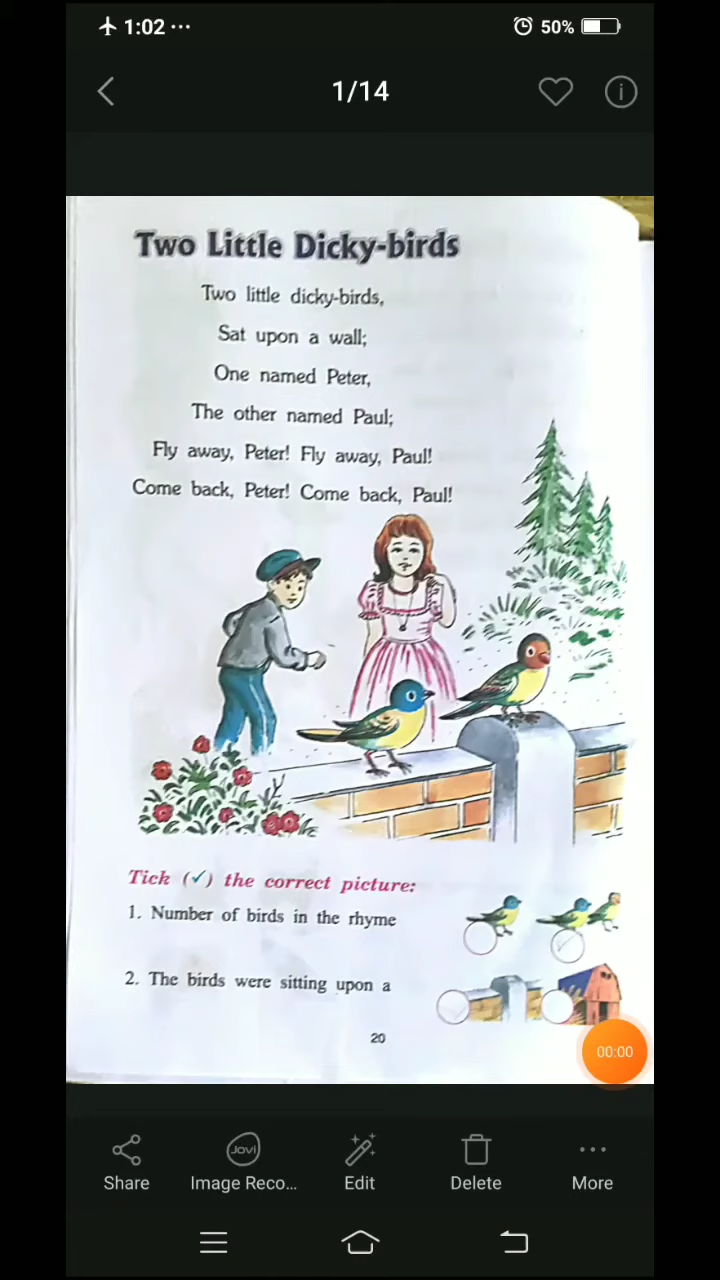 1:02 ...
50%
1/14
Two Little Dicky-birds
Two little dicky-birds,
Sat upon a wall;
One named Peter,
The other named Paul;
Fly away, Peter! Fly away, Paul!
Come back, Peter! Come back, Paul!
Tick (✓) the correct picture:
1. Number of birds in the rhyme
2. The birds were sitting upon a
20
00:00
Share
Jovi
Image Reco...
Edit
Delete
More